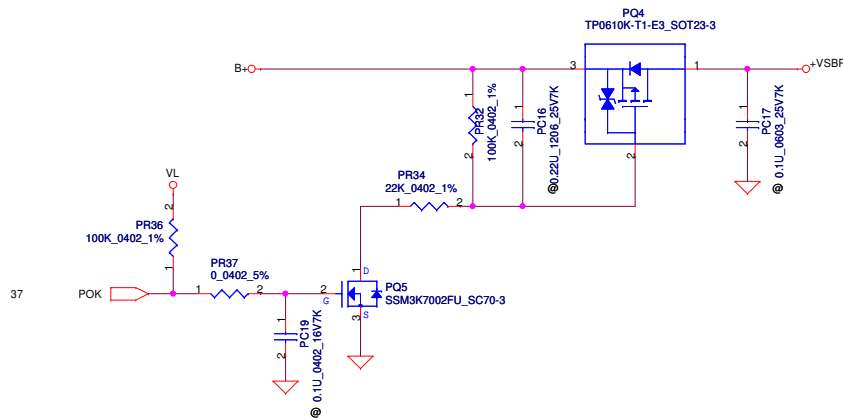 PQ4
TP0610K-T1-E3_SOT23-3
B+
3
1
+VSBP
2
1
2
PR32
100K_0402_1%
1
2
PC16
@0.22U_1206_25V7K
1
2
PC17
@ 0.1U_0603_25V7K
PR34
22K_0402_1%
1
2
VL
2
PR36
100K_0402_1%
1
37
POK
PR37
0_0402_5%
1
2
1
2
PC19
@ 0.1U_0402_16V7K
1
D
2
G
3
S
PQ5
SSM3K7002FU_SC70-3